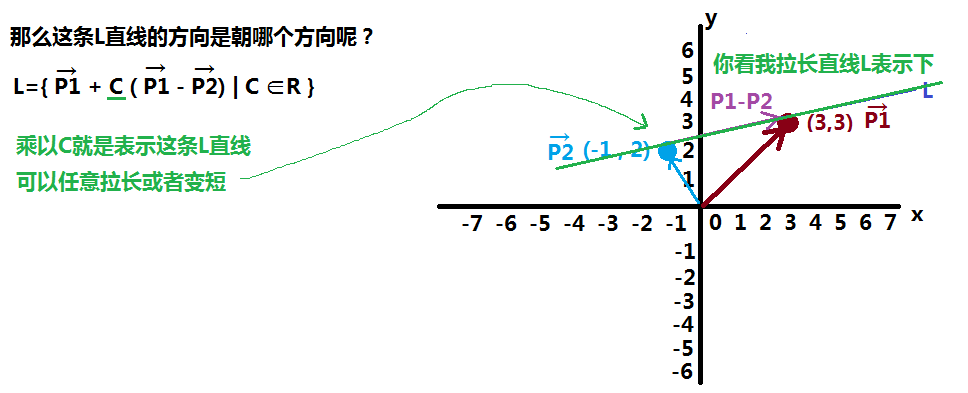 那么这条L直线的方向是朝哪个方向呢？
L={ P1 + C ( P1 - P2) | C ∈R }
乘以C就是表示这条L直线
可以任意拉长或者变短
y
你看我拉长直线L表示下
L
P1-P2
(3,3) P1
P2 (-1 , 2)
6
5
4
3
2
1
-7 -6 -5 -4 -3 -2 -1 0 1 2 3 4 5 6 7 x
-1
-2
-3
-4
-5
-6